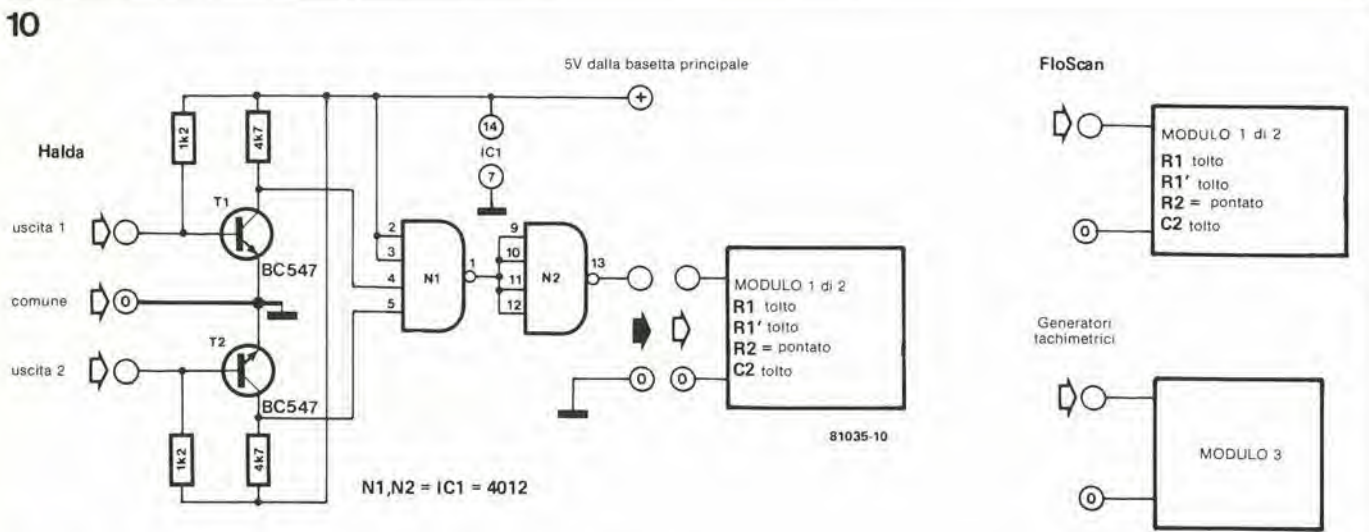 10
5V dalla basetta principale
+
Halda
1k2
4k7
14
IC1
7
T1
uscita 1
BC547
comune
0
T2
uscita 2
BC547
1k2
4k7
2
3
4
5
N1
1
9
10
11
12
N2
13
0
0
MODULO 1 di 2
R1 tolto
R1' tolto
R2 = pontato
C2 tolto
81035-10
N1,N2 = IC1 = 4012
FloScan
0
MODULO 1 di 2
R1 tolto
R1' tolto
R2 = pontato
C2 tolto
Generatori
tachimetrici
0
MODULO 3